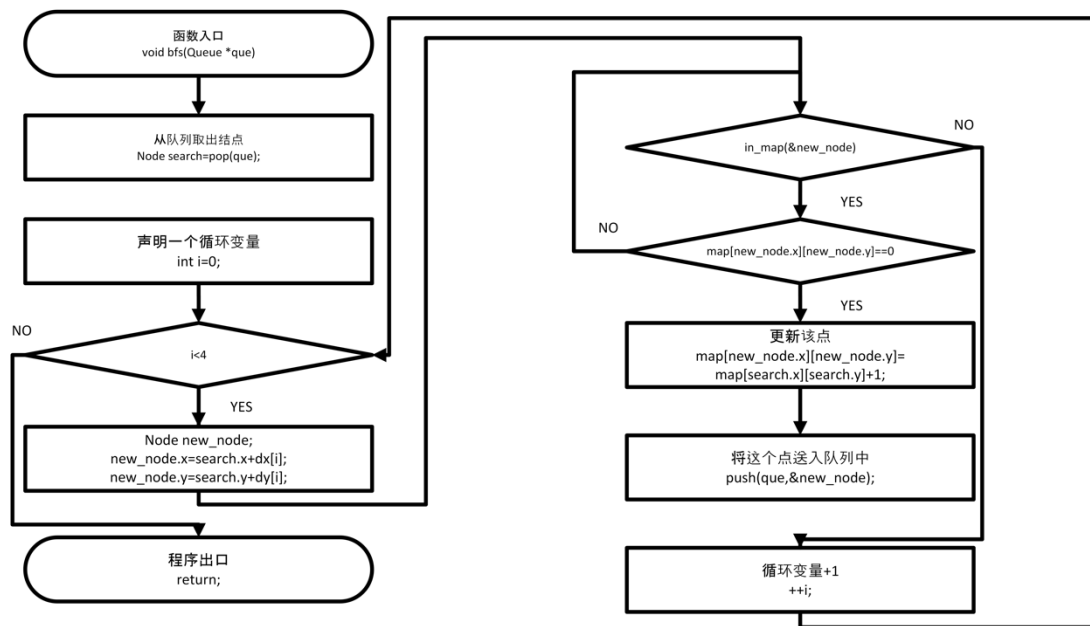 函数入口
void bfs(Queue *que)
从队列取出结点
Node search=pop(que);
声明一个循环变量
int i=0;
NO
i<4
YES
Node new_node;
new_node.x=search.x+dx[i];
new_node.y=search.y+dy[i];
程序出口
return;
NO
in_map(&new_node)
YES
NO
map[new_node.x][new_node.y]==0
YES
更新该点
map[new_node.x][new_node.y]=
map[search.x][search.y]+1;
将这个点送入队列中
push(que,&new_node);
循环变量+1
++i;